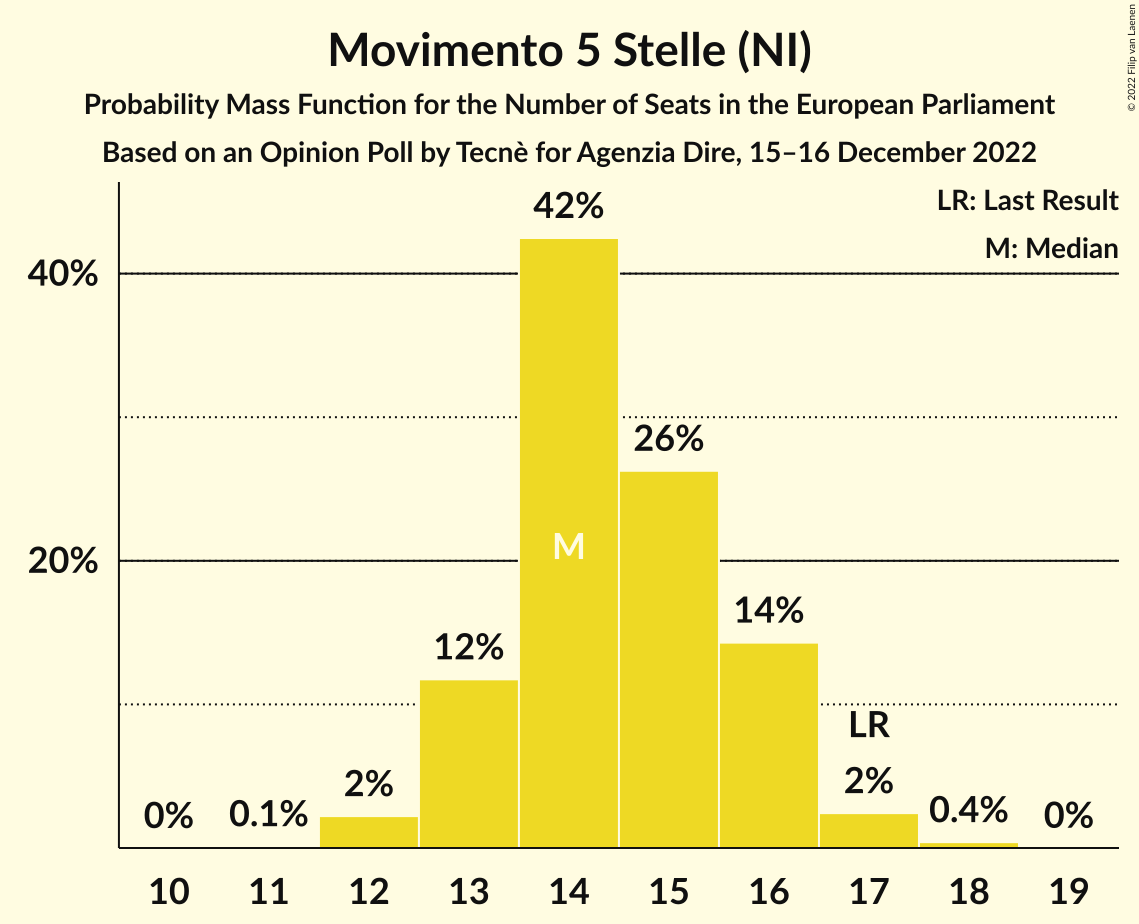 Movimento 5 Stelle (NI)
Probability Mass Function for the Number of Seats in the European Parliament
Based on an Opinion Poll by Tecnè for Agenzia Dire, 15–16 December 2022
© 2022 Filip van Laenen
LR: Last Result
M: Median
40%
20%
0%
0.1%
2%
12%
42%
M
26%
14%
LR
2%
0.4%
0%
10 11 12 13 14 15 16 17 18 19